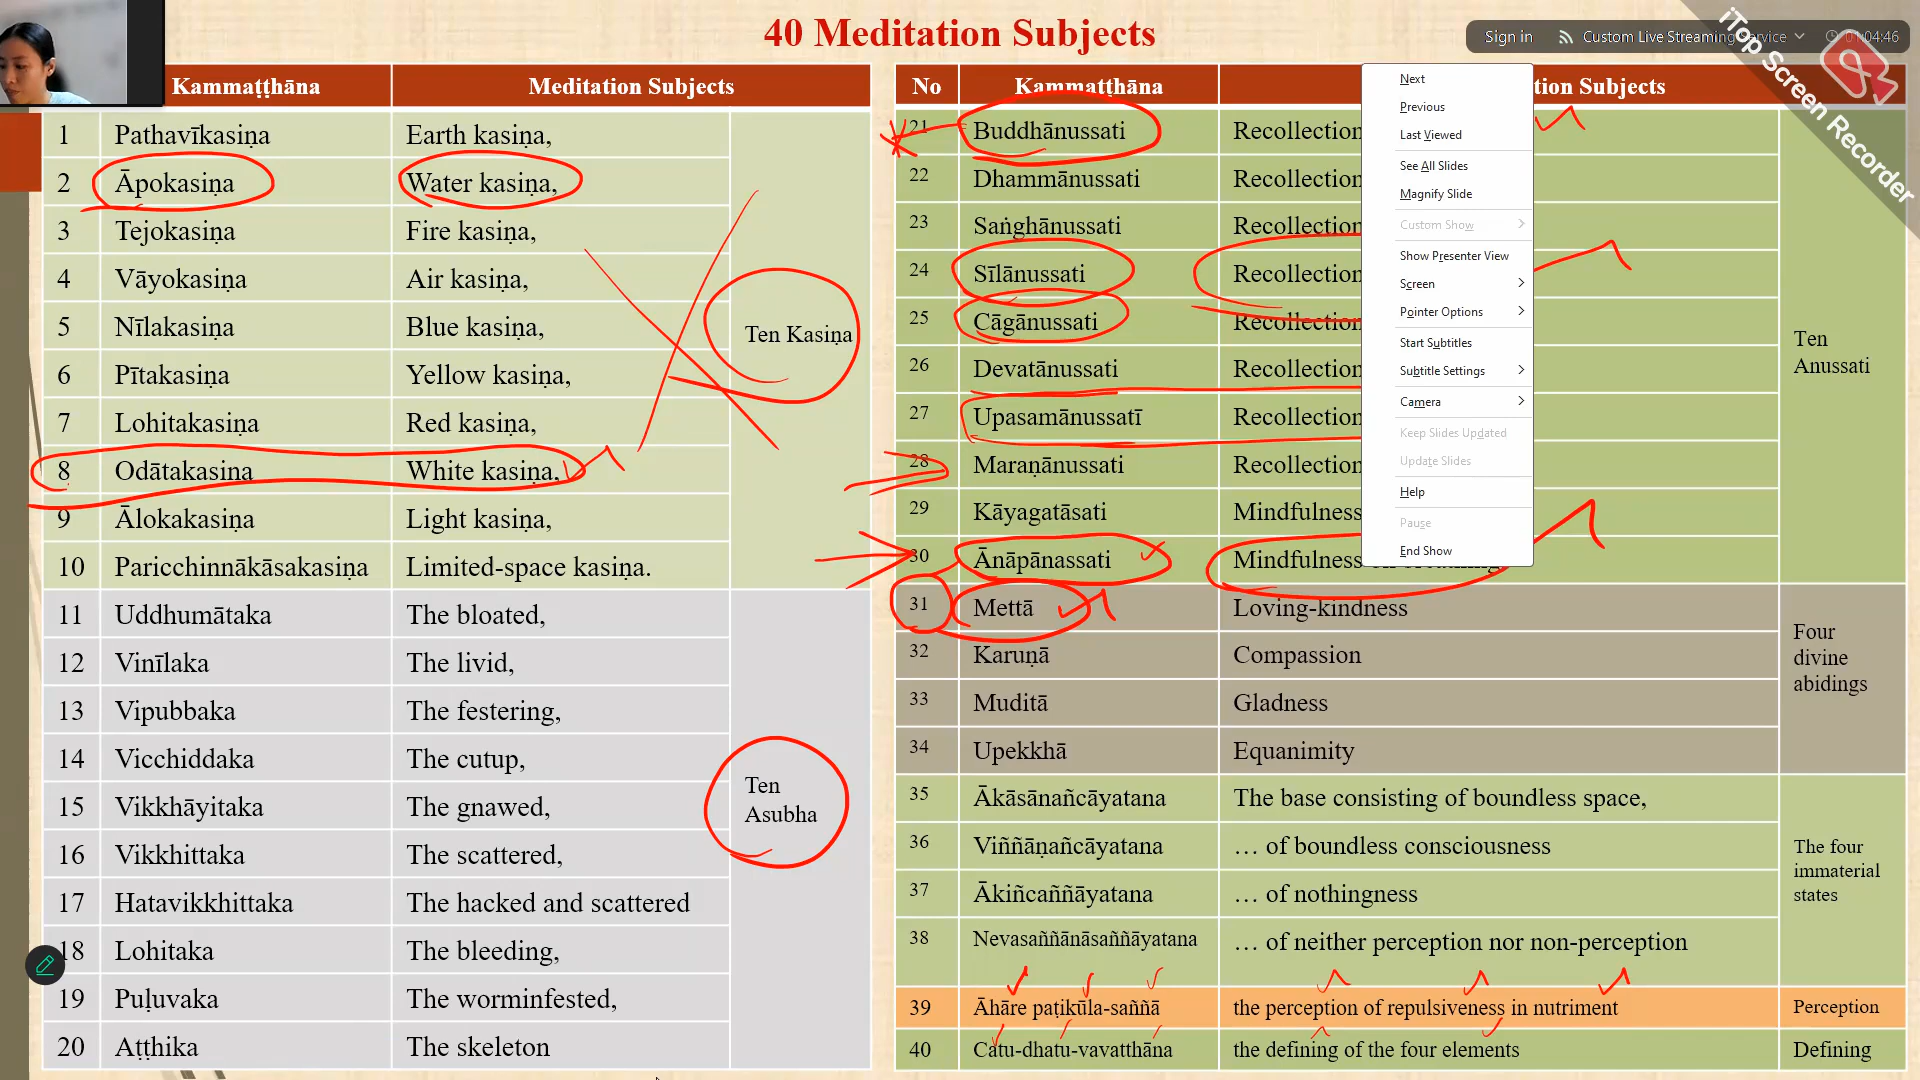 40 Meditation Subjects
Sign in Custom Live Streaming Service 01:04:46
iTop Screen Recorder
Kammaṭṭhāna Meditation Subjects
1 Pathavīkasiṇa Earth kasiṇa,
2 Āpokasiṇa Water kasiṇa,
3 Tejokasiṇa Fire kasiṇa,
4 Vāyokasiṇa Air kasiṇa,
5 Nīlakasiṇa Blue kasiṇa,
6 Pītakasiṇa Yellow kasiṇa,
7 Lohitakasiṇa Red kasiṇa,
8 Odātakasiṇa White kasiṇa,
9 Ālokakasiṇa Light kasiṇa,
10 Paricchinnākāsakasiṇa Limited-space kasiṇa.
Ten Kasiṇa
11 Uddhumātaka The bloated,
12 Vinīlaka The livid,
13 Vipubbaka The festering,
14 Vicchiddaka The cutup,
15 Vikkhāyitaka The gnawed,
16 Vikkhittaka The scattered,
17 Hatavikkhittaka The hacked and scattered
18 Lohitaka The bleeding,
19 Puḷuvaka The worminfested,
20 Aṭṭhika The skeleton
Ten
Asubha
No Kammaṭṭhāna tion Subjects
21 Buddhānussati Recollection
22 Dhammānussati Recollection
23 Saṅghānussati Recollection
24 Sīlānussati Recollection
25 Cāgānussati Recollection
26 Devatānussati Recollection
27 Upasamānussatī Recollection
28 Maraṇānussati Recollection
29 Kāyagatāsati Mindfulness
30 Ānāpānassati Mindfulness on breathing
Ten
Anussati
31 Mettā Loving-kindness
32 Karuṇā Compassion
33 Muditā Gladness
34 Upekkhā Equanimity
Four
divine
abidings
35 Ākāsānañcāyatana The base consisting of boundless space,
36 Viññāṇañcāyatana … of boundless consciousness
37 Ākiñcaññāyatana … of nothingness
38 Nevasaññānāsaññāyatana … of neither perception nor non-perception
The four
immaterial
states
39 Āhāre paṭikūla-saññā the perception of repulsiveness in nutriment Perception
40 Catu-dhatu-vavatthāna the defining of the four elements Defining
Next
Previous
Last Viewed
See All Slides
Magnify Slide
Custom Show
Show Presenter View
Screen
Pointer Options
Start Subtitles
Subtitle Settings
Camera
Keep Slides Updated
Update Slides
Help
Pause
End Show